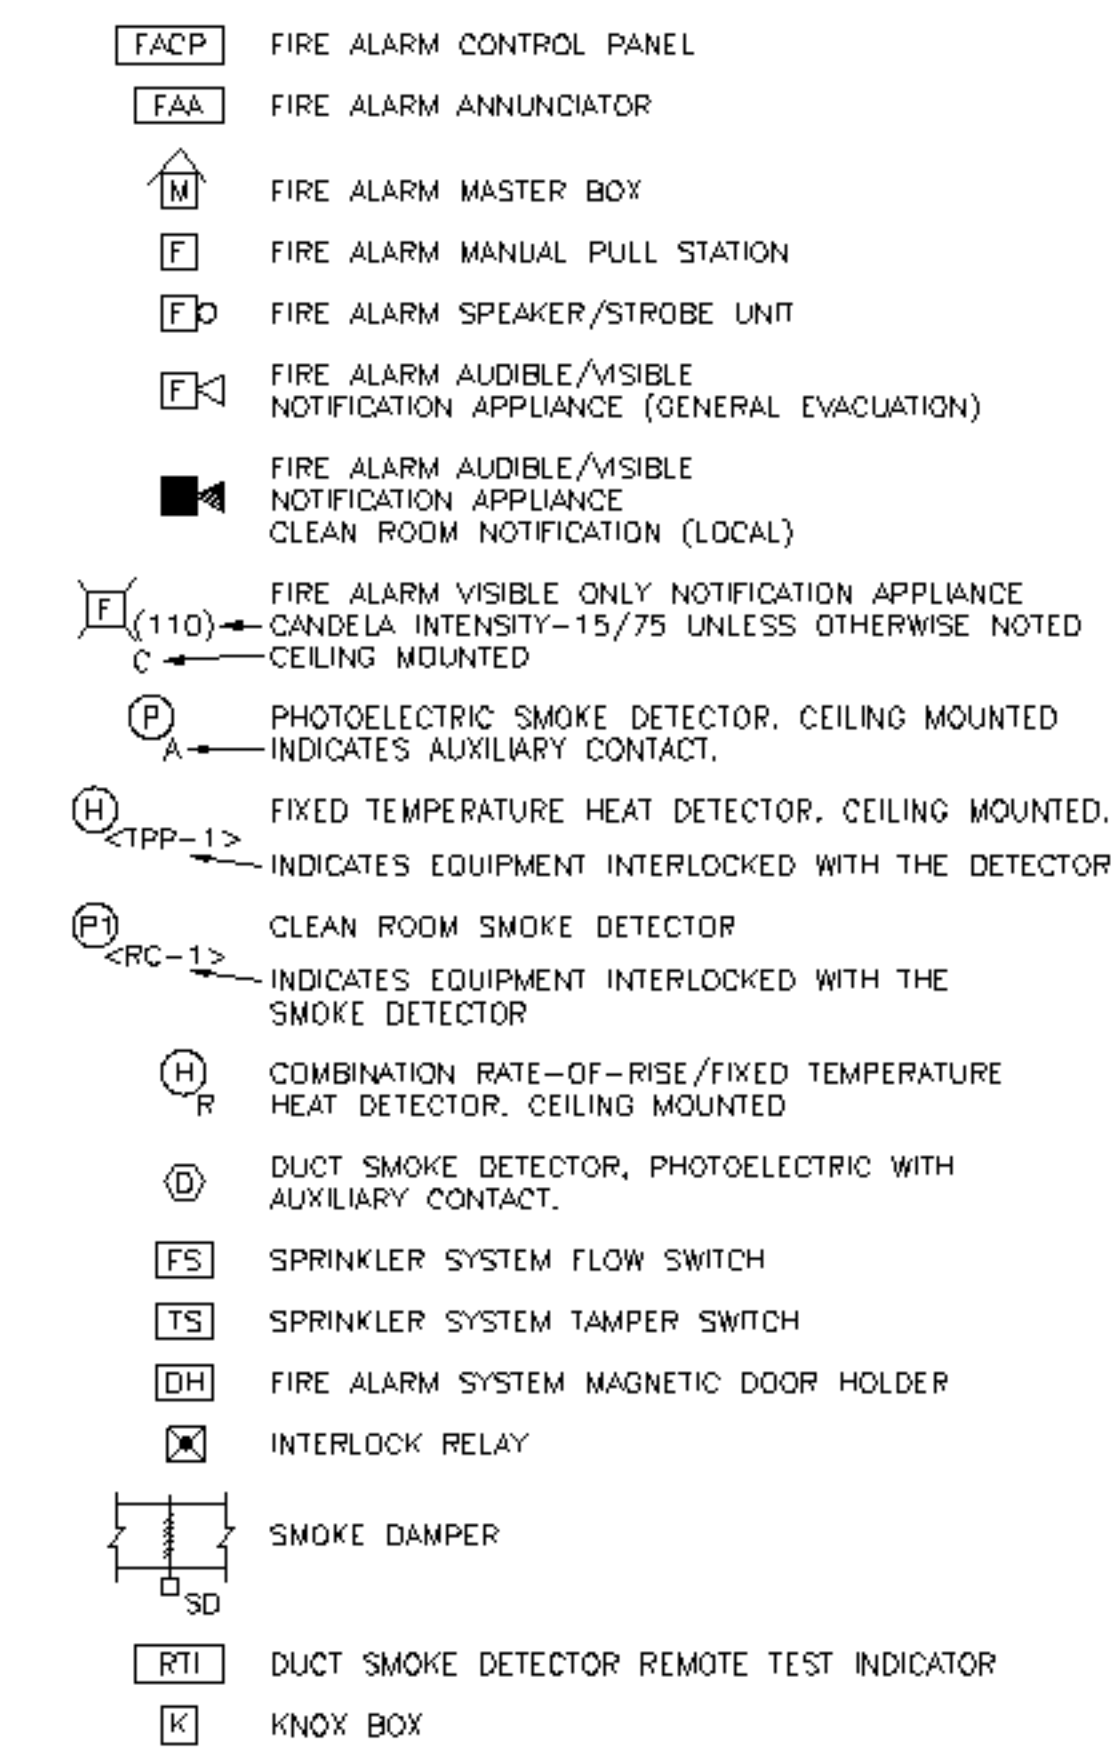 FACP FIRE ALARM CONTROL PANEL
FAA FIRE ALARM ANNUNCIATOR
M FIRE ALARM MASTER BOX
F FIRE ALARM MANUAL PULL STATION
F FIRE ALARM SPEAKER/STROBE UNIT
F FIRE ALARM AUDIBLE/VISIBLE
NOTIFICATION APPLIANCE (GENERAL EVACUATION)
FIRE ALARM AUDIBLE/VISIBLE
NOTIFICATION APPLIANCE
CLEAN ROOM NOTIFICATION (LOCAL)
F FIRE ALARM VISIBLE ONLY NOTIFICATION APPLIANCE
(110) CANDELA INTENSITY-15/75 UNLESS OTHERWISE NOTED
C CEILING MOUNTED
P PHOTOELECTRIC SMOKE DETECTOR. CEILING MOUNTED
A INDICATES AUXILIARY CONTACT.
H FIXED TEMPERATURE HEAT DETECTOR. CEILING MOUNTED.
<TPP-1>
INDICATES EQUIPMENT INTERLOCKED WITH THE DETECTOR
P1 CLEAN ROOM SMOKE DETECTOR
<RC-1>
INDICATES EQUIPMENT INTERLOCKED WITH THE
SMOKE DETECTOR
H COMBINATION RATE-OF-RISE/FIXED TEMPERATURE
R HEAT DETECTOR. CEILING MOUNTED
D DUCT SMOKE DETECTOR, PHOTOELECTRIC WITH
AUXILIARY CONTACT.
FS SPRINKLER SYSTEM FLOW SWITCH
TS SPRINKLER SYSTEM TAMPER SWITCH
DH FIRE ALARM SYSTEM MAGNETIC DOOR HOLDER
INTERLOCK RELAY
SMOKE DAMPER
SD
RTI DUCT SMOKE DETECTOR REMOTE TEST INDICATOR
K KNOX BOX